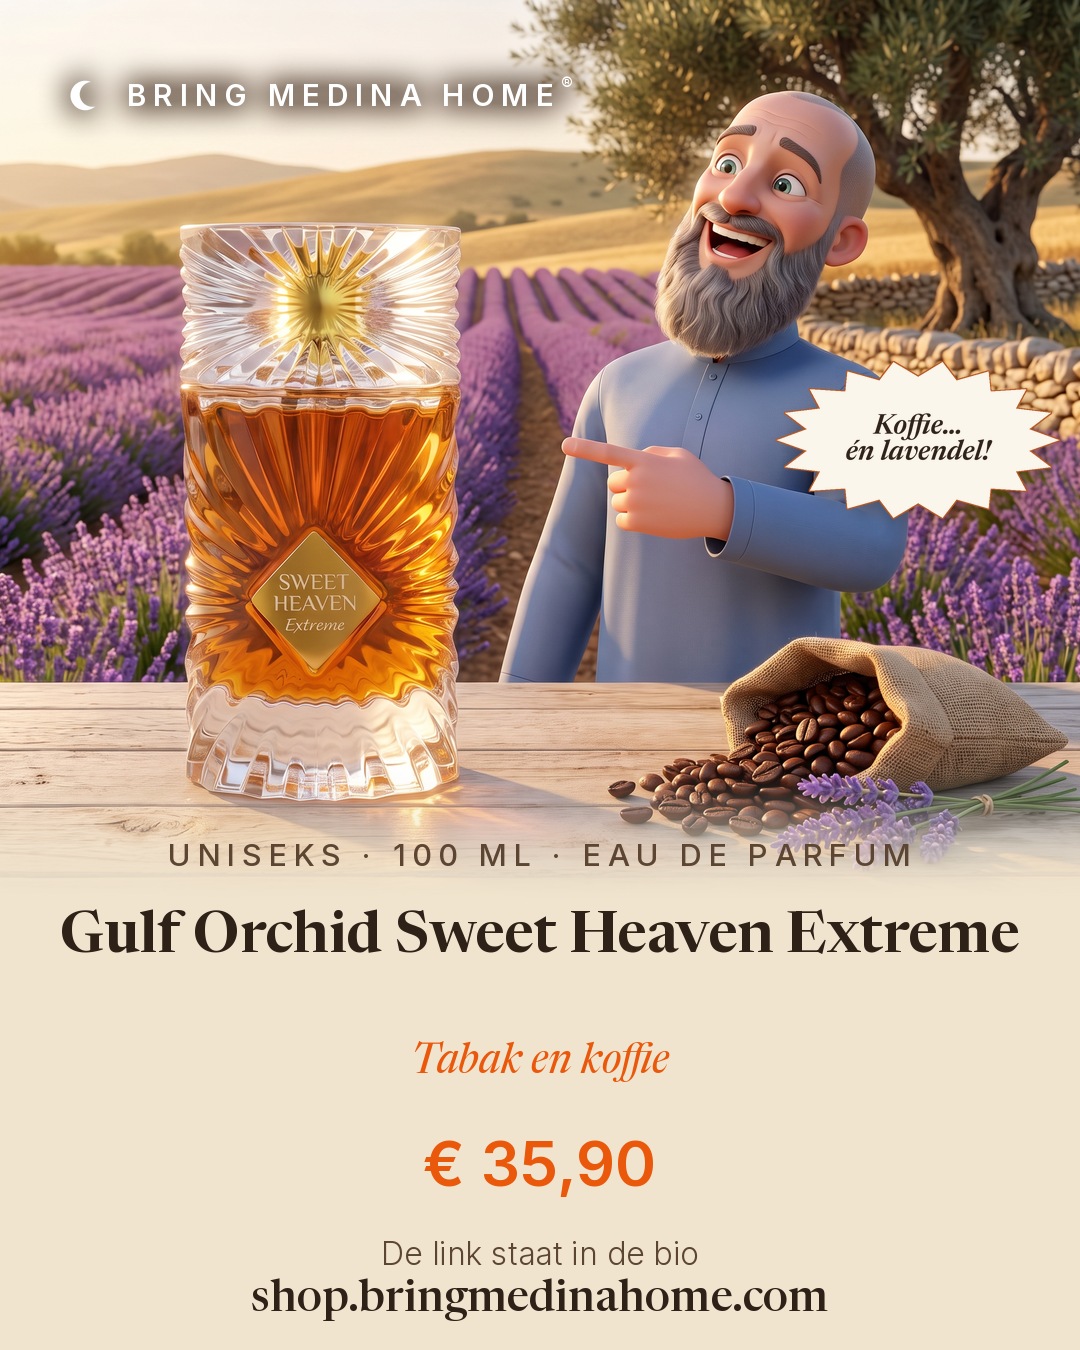 BRING MEDINA HOME®
Koffie...
én lavendel!
SWEET
HEAVEN
Extreme
UNISEKS · 100 ML · EAU DE PARFUM
Gulf Orchid Sweet Heaven Extreme
Tabak en koffie
€ 35,90
De link staat in de bio
shop.bringmedinahome.com